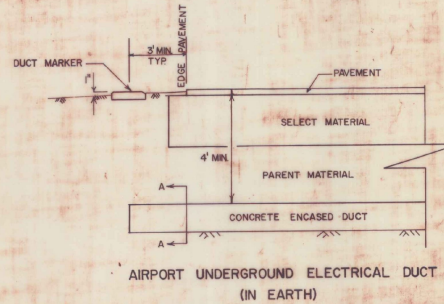 3' MIN.
TYP.
EDGE PAVEMENT
DUCT MARKER
1"
PAVEMENT
SELECT MATERIAL
4' MIN.
PARENT MATERIAL
A
CONCRETE ENCASED DUCT
A
AIRPORT UNDERGROUND ELECTRICAL DUCT
(IN EARTH)